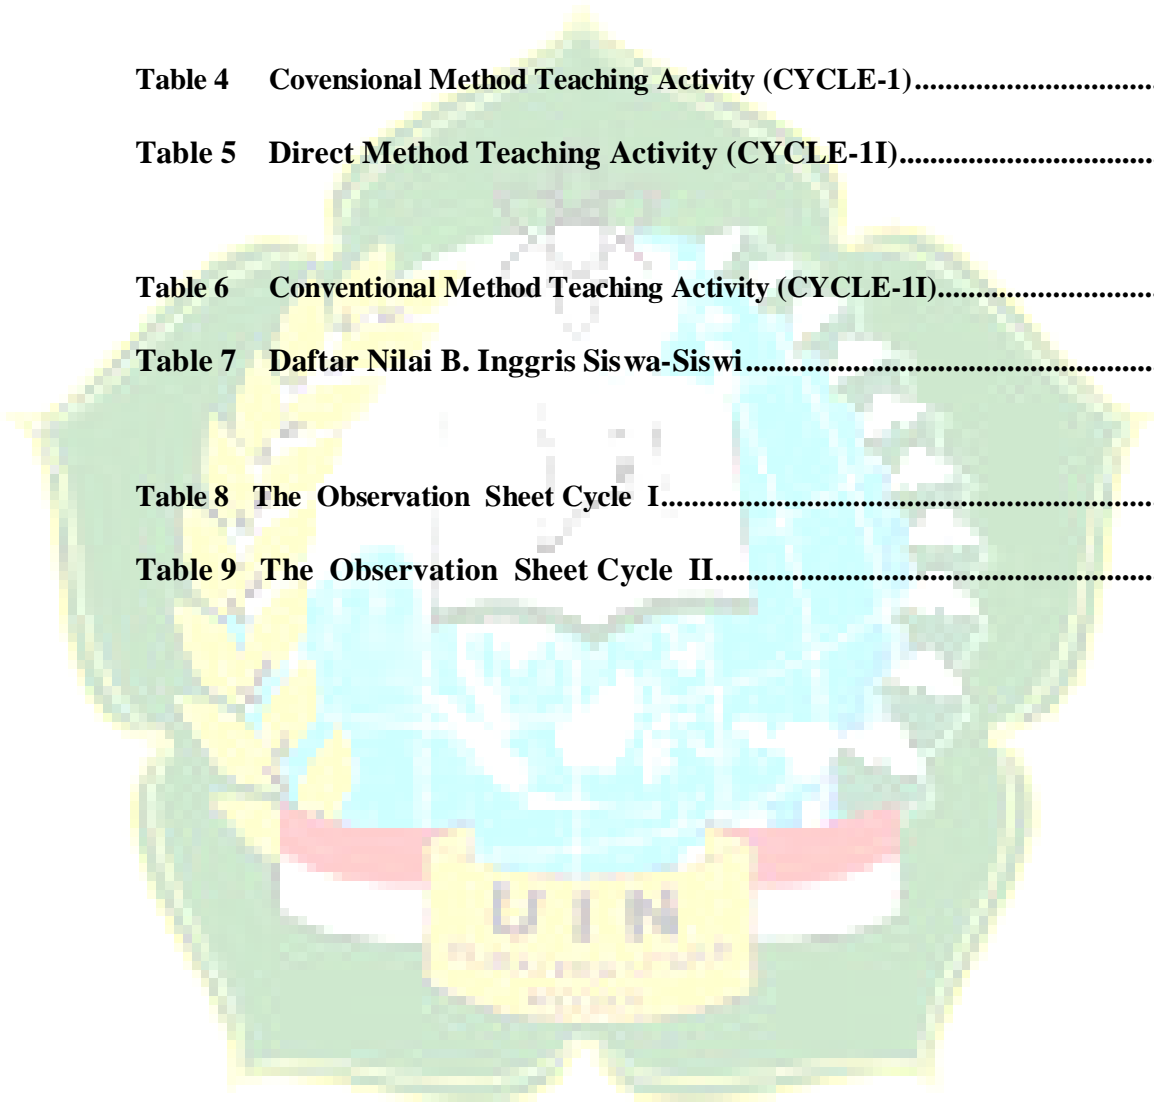 Table 4 Covensional Method Teaching Activity (CYCLE-1)...............................
Table 5 Direct Method Teaching Activity (CYCLE-1I).................................
Table 6 Conventional Method Teaching Activity (CYCLE-1I)............................
Table 7 Daftar Nilai B. Inggris Siswa-Siswi.....................................................
Table 8 The Observation Sheet Cycle I................................................................
Table 9 The Observation Sheet Cycle II.........................................................
UIN